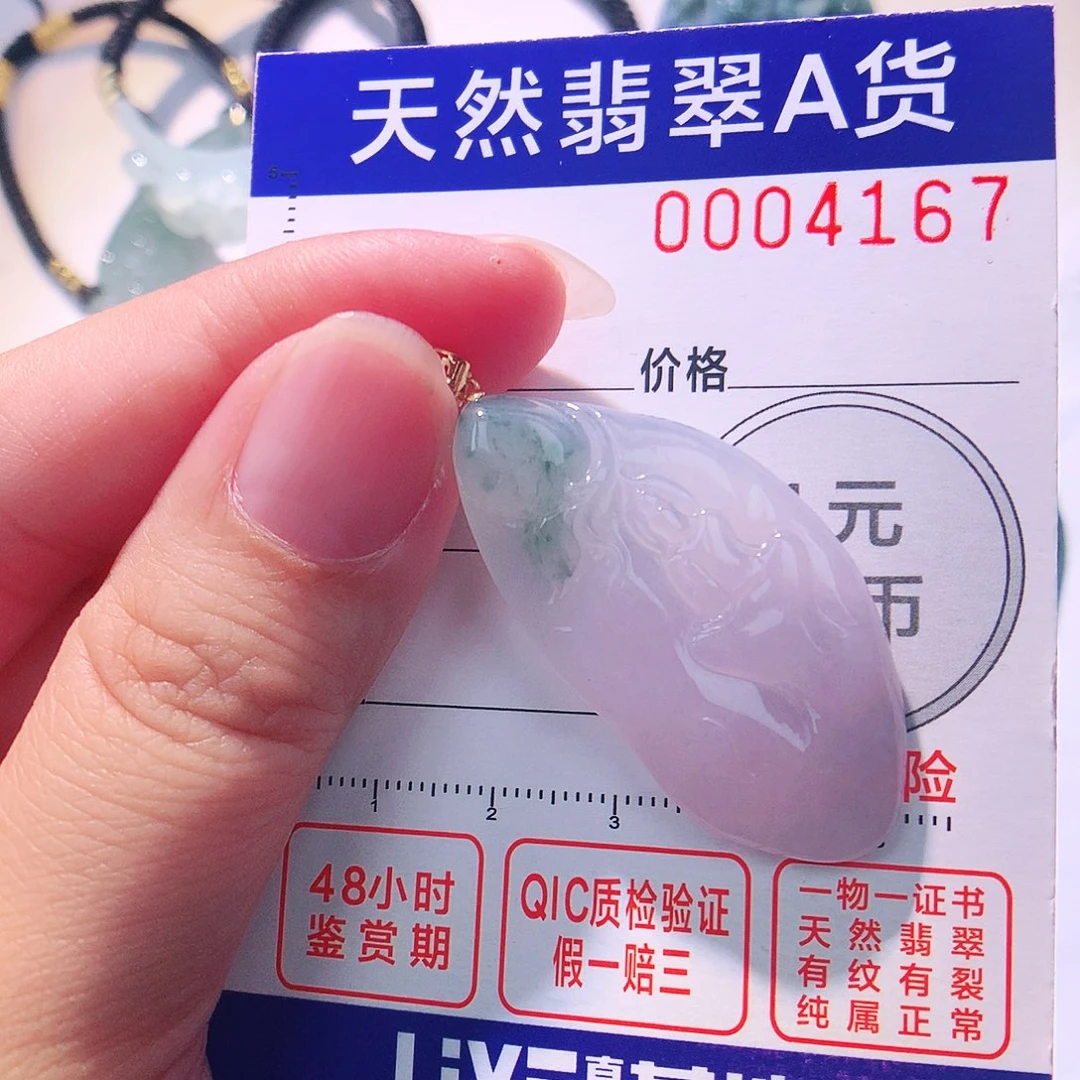 天然翡翠A货
5
0004167
价格
元
币
险
1 2 3
48小时
鉴赏期
QIC质检验证
假一赔三
一物一证书
天然翡翠
有纹有裂
纯属正常